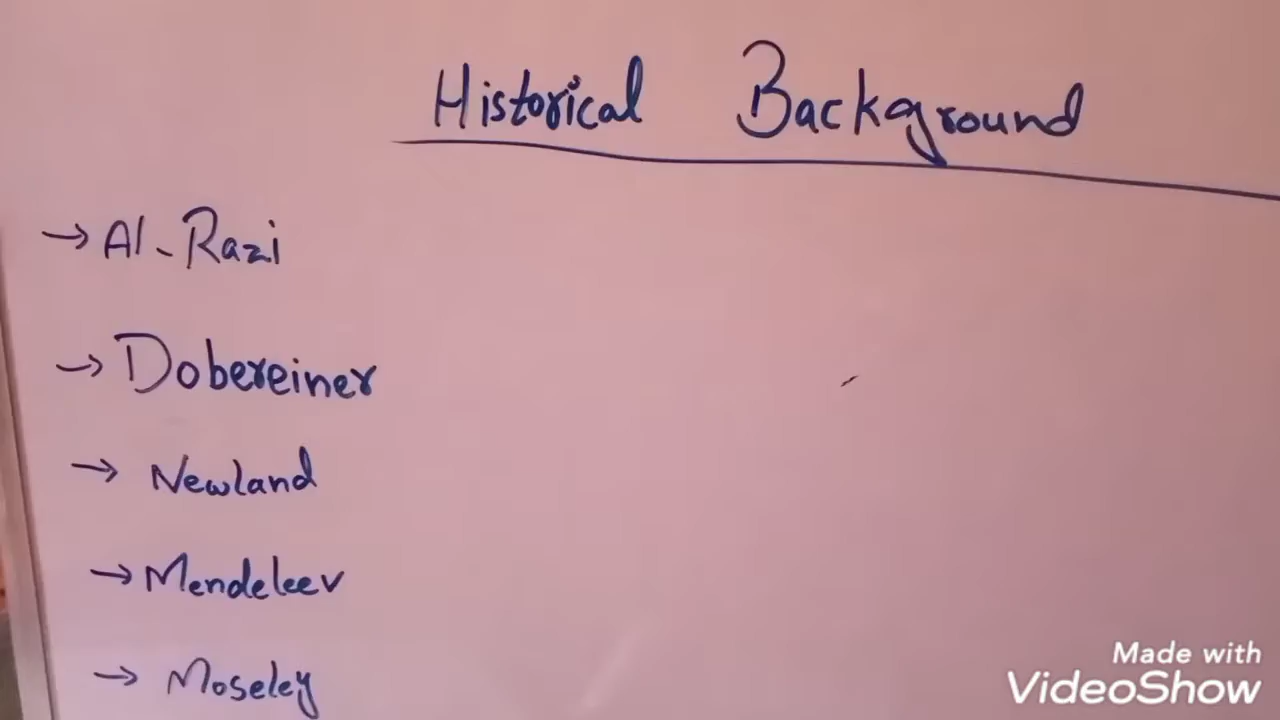 Historical Background
→ Al-Razi
→ Dobereiner
→ Newland
→ Mendeleev
→ Moseley
Made with
VideoShow